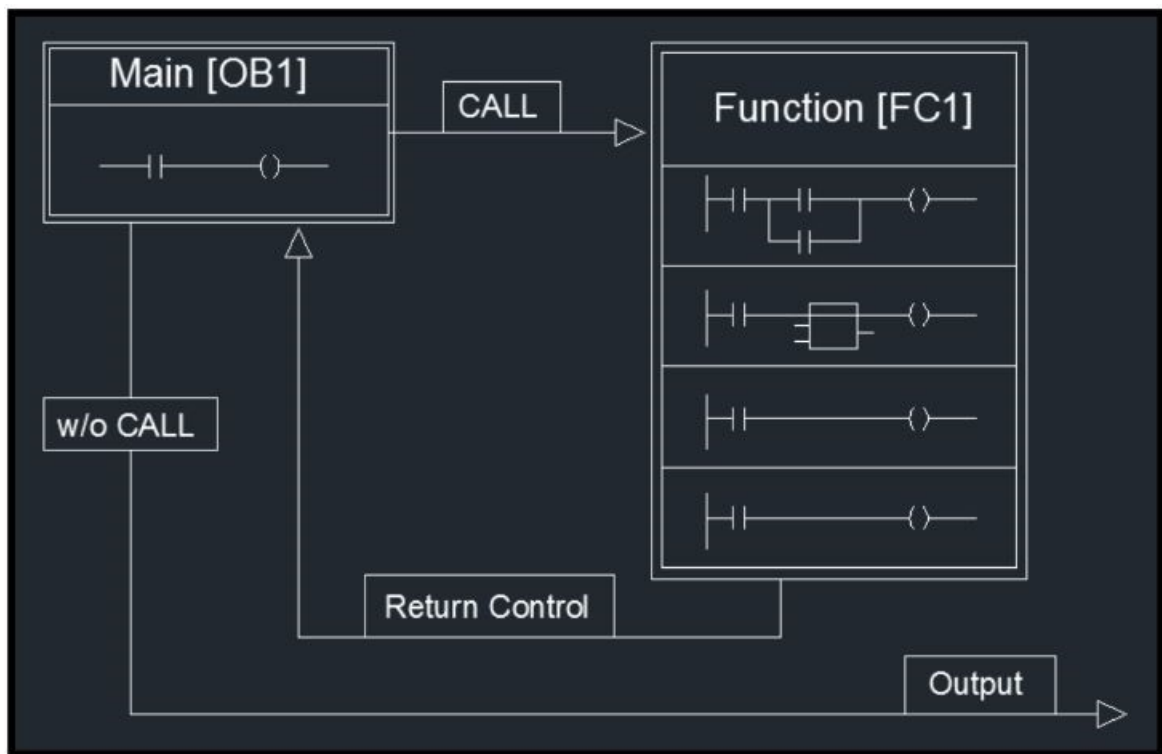 Main [OB1]
CALL
Function [FC1]
w/o CALL
Return Control
Output